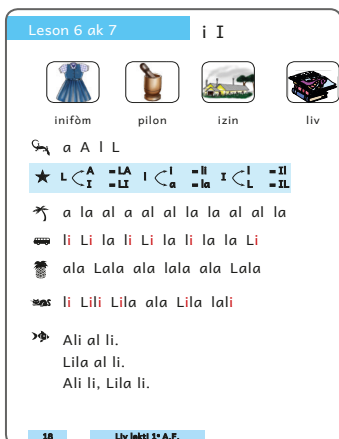 Leson 6 ak 7
i I
inifòm pilon izin liv
a A l L
L A = LA l i = li I l = Il
I = LI a = la L = IL
a la al a al al la la al al la
li Li la li Li la li la la Li
ala Lala ala lala ala Lala
li Lili Lila ala Lila lali
Ali al li.
Lila al li.
Ali li, Lila li.
18 Liv lekti 1e A.F.